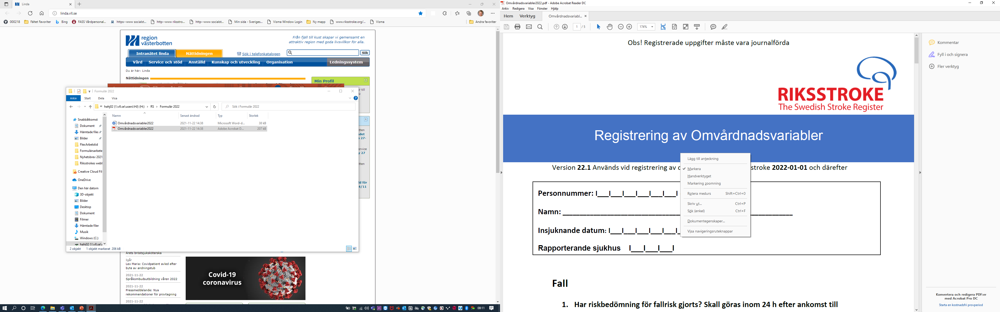 Linda
linda.vll.se
000218
Fältet Favoriter
Bing
FASS Vårdpersonal...
https--www socialst...
http--www riksstro...
http--www socialst...
Min sida - Sveriges...
Visma Window Login
Ny mapp
www.riksstroke.org/...
Visma
Andra favoriter
region
västerbotten
Från fjäll till kust skapar vi gemensamt en
attraktiv region med goda livsvillkor för alla.
Intranätet linda
Nättidningen
Sök i telefonkatalogen
Sök
Vård Service och stöd Anställd Kunskap och utveckling Organisation Ledningssystem
Du är här: Linda
Nättidningen
Min Profil
Formulär 2022
Arkiv Start Dela Visa
hahj02 (\\vll.se\users\HJ) (H:) › RS › Formulär 2022
Sök i Formulär 2022
Namn Senast ändrad Typ Storlek
Omvårdnadsvariabler2022 2021-11-22 14:38 Microsoft Word-d... 38 kB
Omvårdnadsvariabler2022 2021-11-22 14:38 Adobe Acrobat D... 207 kB
Snabbåtkomst
Dokument
Hämtade filer
Bilder
FlexArbetstid
Formulärsarbete
Nyhetsbrev 2021
Riksstrokes webl
Creative Cloud Fil
OneDrive
Den här datorn
3D-objekt
Bilder
Desktop
Dokument
Filmer
Hämtade filer
Musik
Windows (C:)
hahj02 (\\vll.se\u
2 objekt 1 objekt markerat 206 kB
Årets bröstsjuksköterska
Igår
Lex Maria: Covidpatient avled efter
byte av andningstub
2021-11-22
Språkombudsutbildning våren 2022
2021-11-22
Pressmeddelande: Nya
rekommendationer för provtagning
2021-11-22
Covid-19
coronavirus
08:11
Omvårdnadsvariabler2022.pdf - Adobe Acrobat Reader DC
Arkiv Redigera Visa Fönster Hjälp
Hem Verktyg Omvårdnadsvariabl... ×
1 / 5
174%
Obs! Registrerade uppgifter måste vara journalförda
RIKSSTROKE
The Swedish Stroke Register
Registrering av Omvårdnadsvariabler
Version 22.1 Används vid registrering av
stroke 2022-01-01 och därefter
Personnummer: I___I___I___I___I___I___I
Namn:
Insjuknande datum: I___I___I___I___I___I_
Rapporterande sjukhus I___I___I___I
Lägg till anteckning
Markera
Handverktyget
Markering zoomning
Rotera medurs Shift+Ctrl+0
Skriv ut... Ctrl+P
Sök (enkel) Ctrl+F
Dokumentegenskaper...
Visa navigeringsruteknappar
Fall
1. Har riskbedömning för fallrisk gjorts? Skall göras inom 24 h efter ankomst till
Kommentar
Fyll i och signera
Fler verktyg
Konvertera och redigera PDF:er
med Acrobat Pro DC
Starta en kostnadsfri provperiod